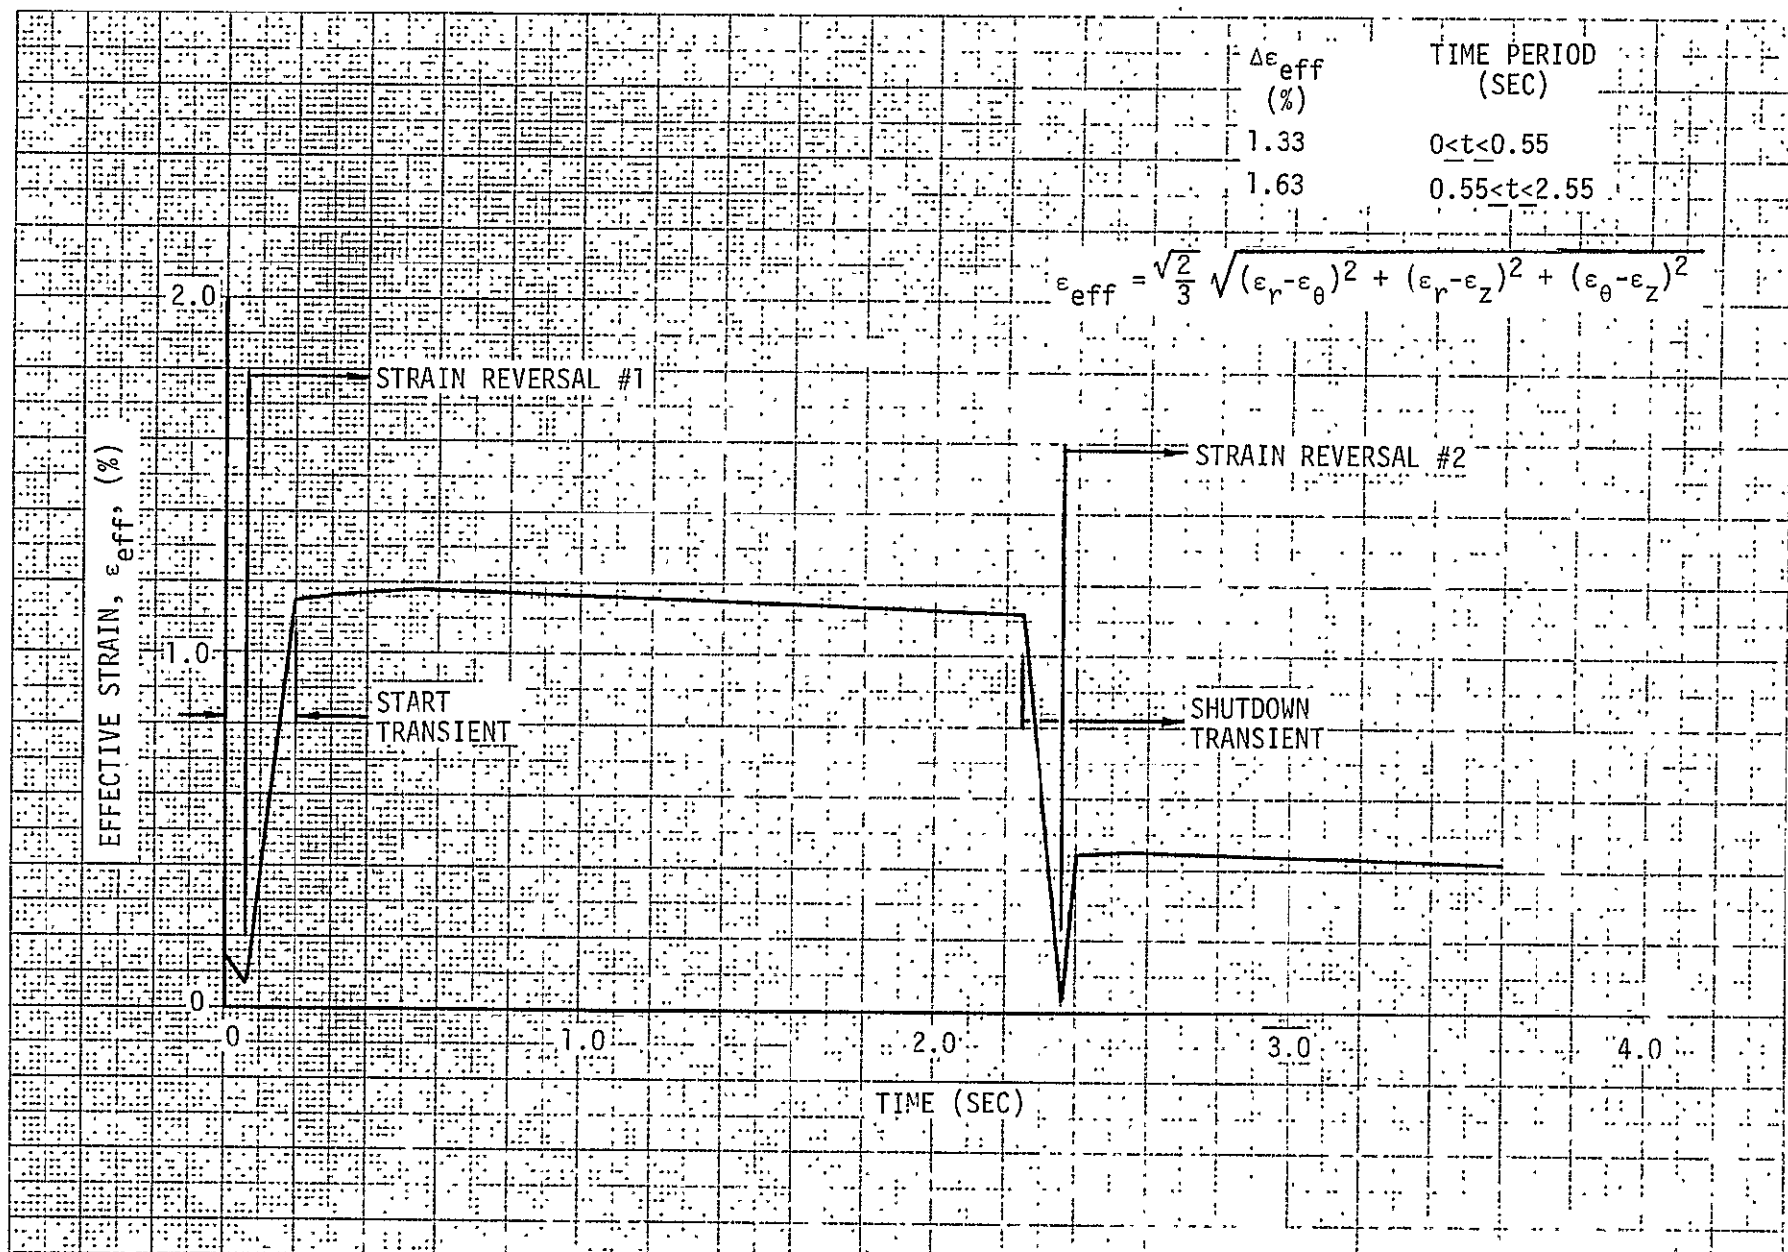 Δε_eff (%) TIME PERIOD (SEC)
1.33 0≤t≤0.55
1.63 0.55≤t≤2.55
ε_eff = √2/3 √((ε_r-ε_θ)² + (ε_r-ε_z)² + (ε_θ-ε_z)²)
2.0
STRAIN REVERSAL #1
STRAIN REVERSAL #2
EFFECTIVE STRAIN, ε_eff, (%)
1.0
START
TRANSIENT
SHUTDOWN
TRANSIENT
0
0 1.0 2.0 3.0 4.0
TIME (SEC)